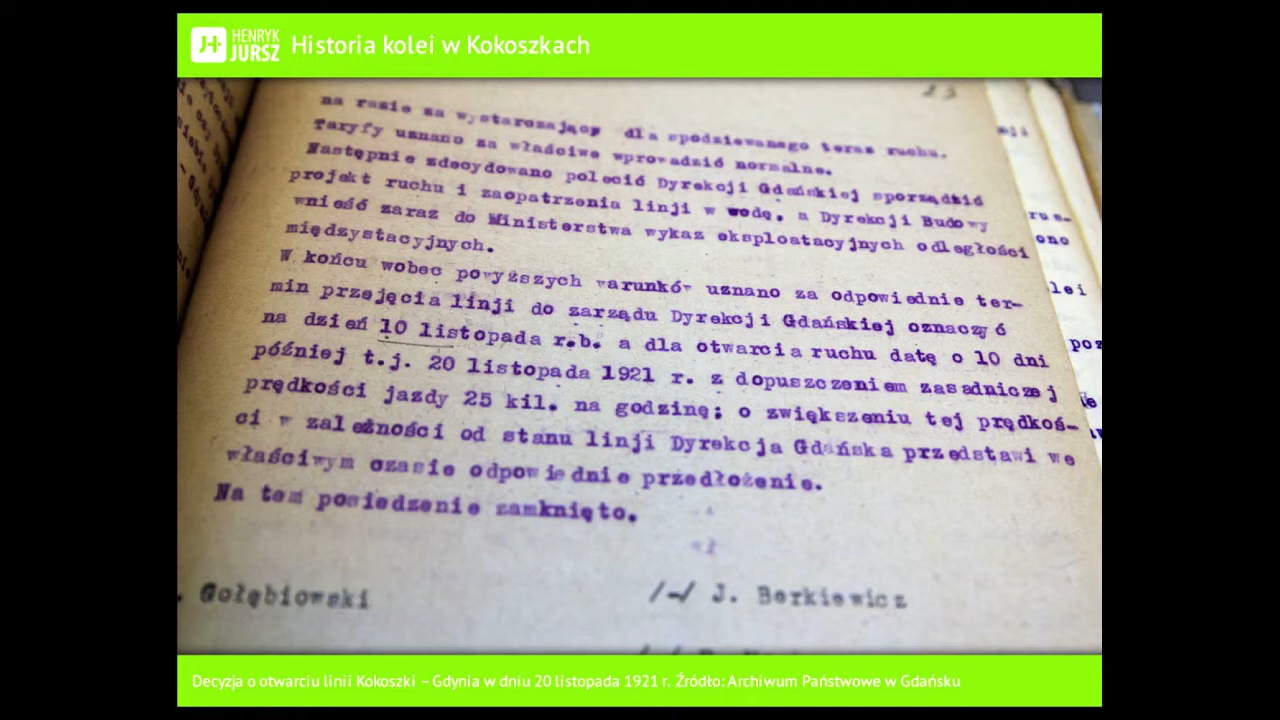 JH HENRYK
JURSZ
Historia kolei w Kokoszkach
23
na razie za wystarczający dla spodziewanego teraz ruchu.
Taryfy uznano za właściwe wprowadzić normalne.
Następnie zdecydowano polecić Dyrekcji Gdańskiej sporządzić
projekt ruchu i zaopatrzenia linji w wodę, a Dyrekcji Budowy
wnieść zaraz do Ministerstwa wykaz eksploatacyjnych odległości
międzystacyjnych.
W końcu wobec powyższych warunków uznano za odpowiednie ter-
min przejęcia linji do zarządu Dyrekcji Gdańskiej oznaczyć
na dzień 10 listopada r.b. a dla otwarcia ruchu datę o 10 dni
później t.j. 20 listopada 1921 r. z dopuszczeniem zasadniczej
prędkości jazdy 25 kil. na godzinę; o zwiększeniu tej prędkoś-
ci w zależności od stanu linji Dyrekcja Gdańska przedstawi we
właściwym czasie odpowiednie przedłożenie.
Na tem posiedzenie zamknięto.
. Gołębiowski /-/ J. Berkiewicz
Decyzja o otwarciu linii Kokoszki – Gdynia w dniu 20 listopada 1921 r. Źródło: Archiwum Państwowe w Gdańsku